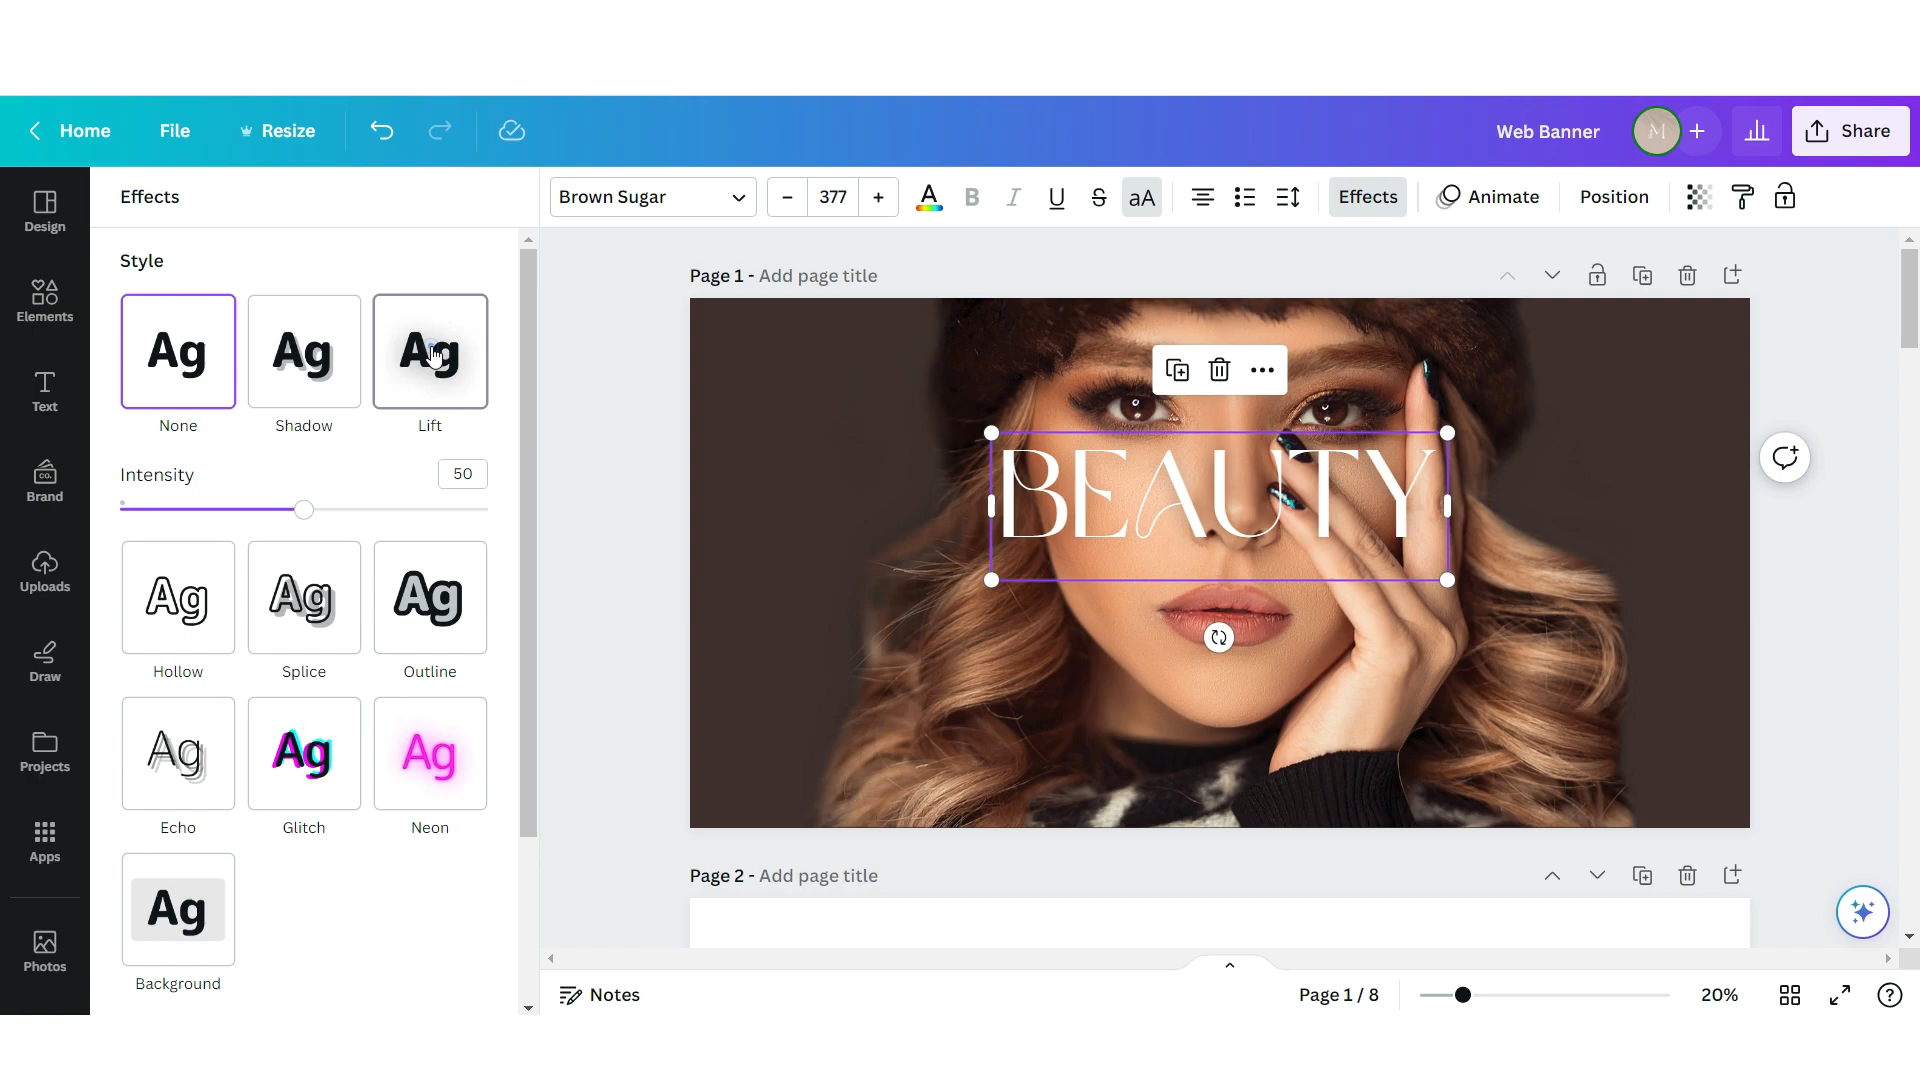 Home File Resize Web Banner M Share
Effects Brown Sugar 377 A B I U S aA Effects Animate Position
Design
Style
Page 1 - Add page title
Elements
Ag Ag Ag
None Shadow Lift
Text
Intensity 50
BEAUTY
CO.
Brand
Ag Ag Ag
Hollow Splice Outline
Uploads
Draw
Ag Ag Ag
Echo Glitch Neon
Projects
Apps
Page 2 - Add page title
Ag
Background
Photos
Notes Page 1 / 8 20% ?